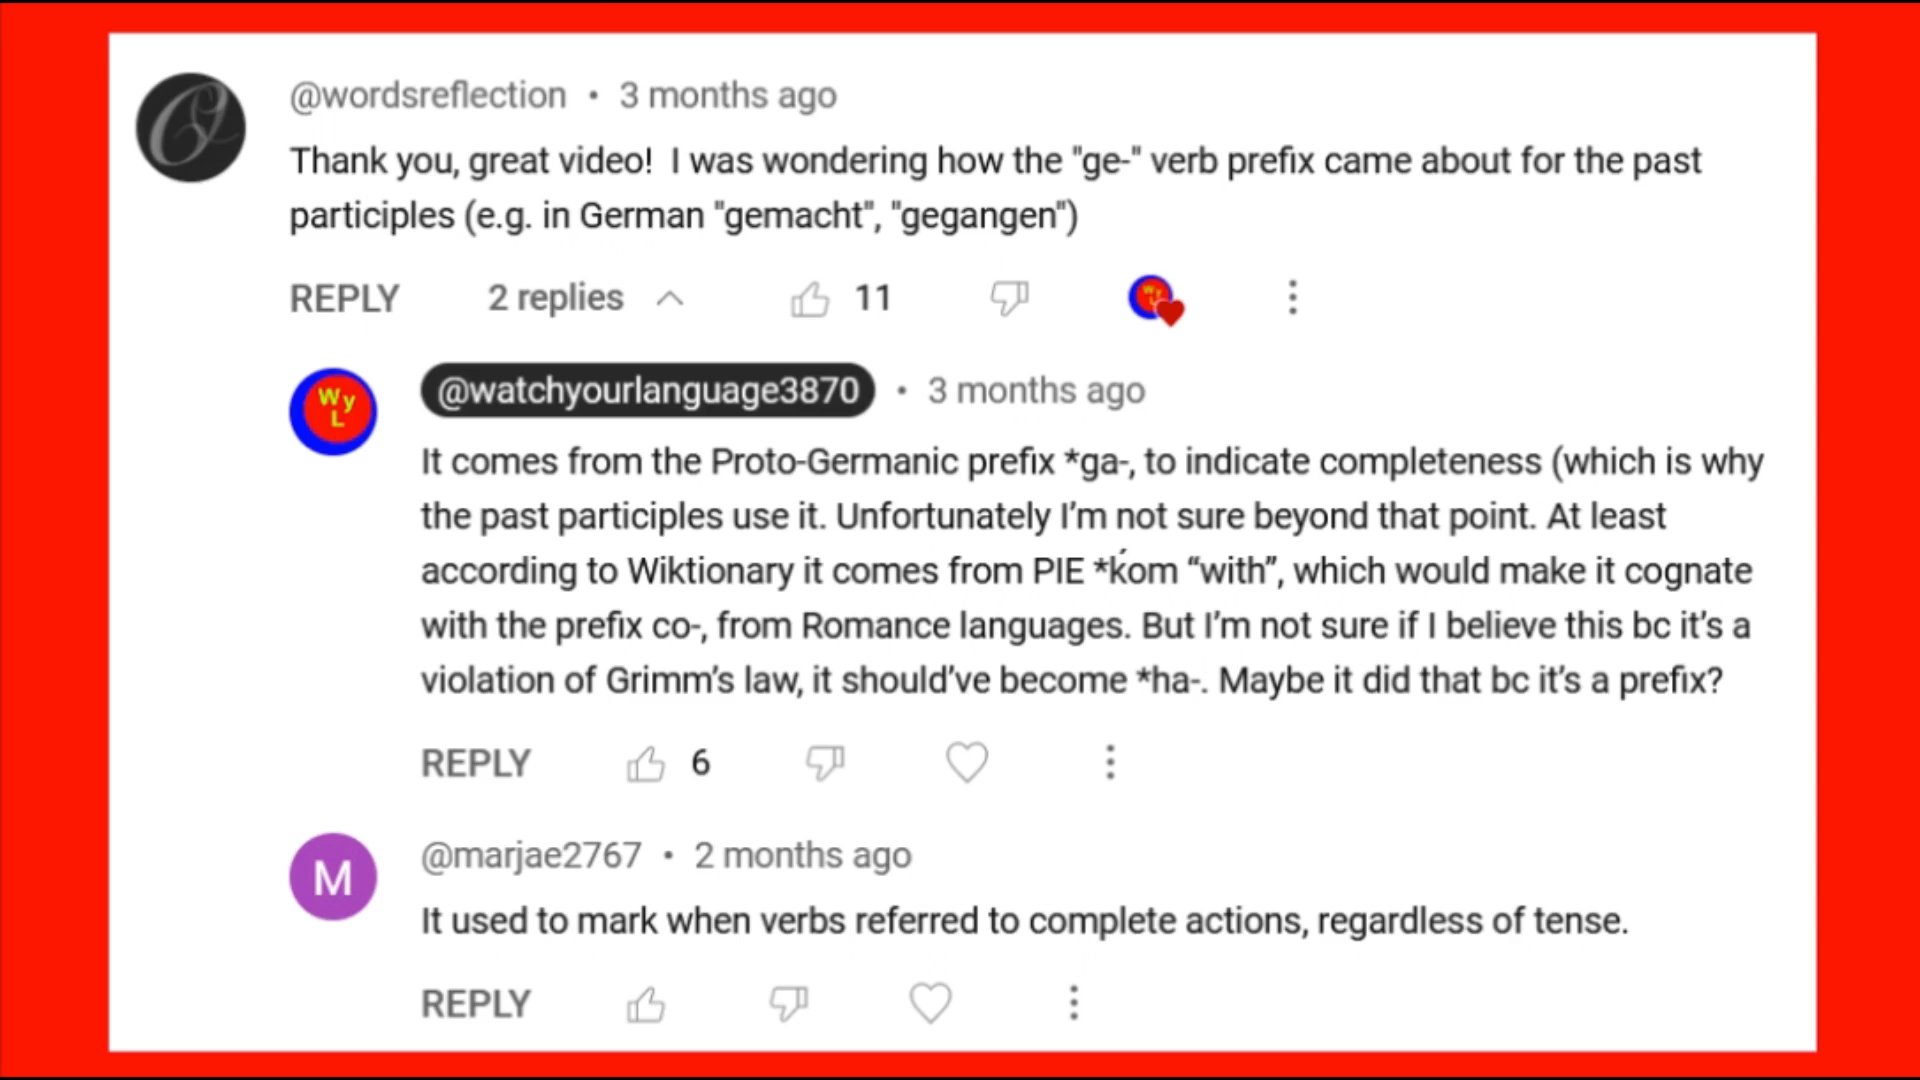 @wordsreflection • 3 months ago
Thank you, great video!  I was wondering how the "ge-" verb prefix came about for the past
participles (e.g. in German "gemacht", "gegangen")
REPLY 2 replies 11
WyL
@watchyourlanguage3870 • 3 months ago
It comes from the Proto-Germanic prefix *ga-, to indicate completeness (which is why
the past participles use it. Unfortunately I’m not sure beyond that point. At least
according to Wiktionary it comes from PIE *ḱom “with”, which would make it cognate
with the prefix co-, from Romance languages. But I’m not sure if I believe this bc it’s a
violation of Grimm’s law, it should’ve become *ha-. Maybe it did that bc it’s a prefix?
REPLY 6
M
@marjae2767 • 2 months ago
It used to mark when verbs referred to complete actions, regardless of tense.
REPLY